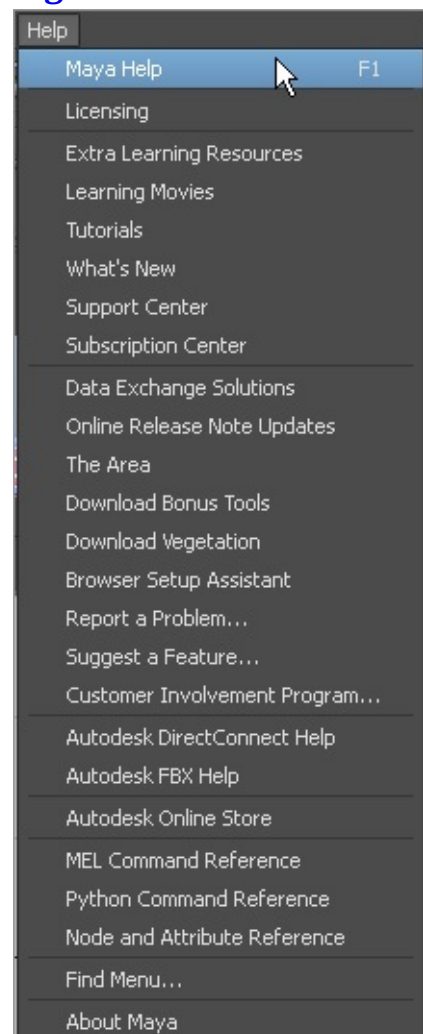 Help
Maya Help F1
Licensing
Extra Learning Resources
Learning Movies
Tutorials
What's New
Support Center
Subscription Center
Data Exchange Solutions
Online Release Note Updates
The Area
Download Bonus Tools
Download Vegetation
Browser Setup Assistant
Report a Problem...
Suggest a Feature...
Customer Involvement Program...
Autodesk DirectConnect Help
Autodesk FBX Help
Autodesk Online Store
MEL Command Reference
Python Command Reference
Node and Attribute Reference
Find Menu...
About Maya